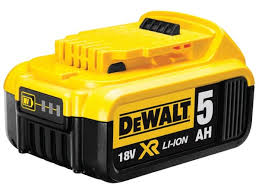 DEWALT
5
AH
18V XR LI-ION